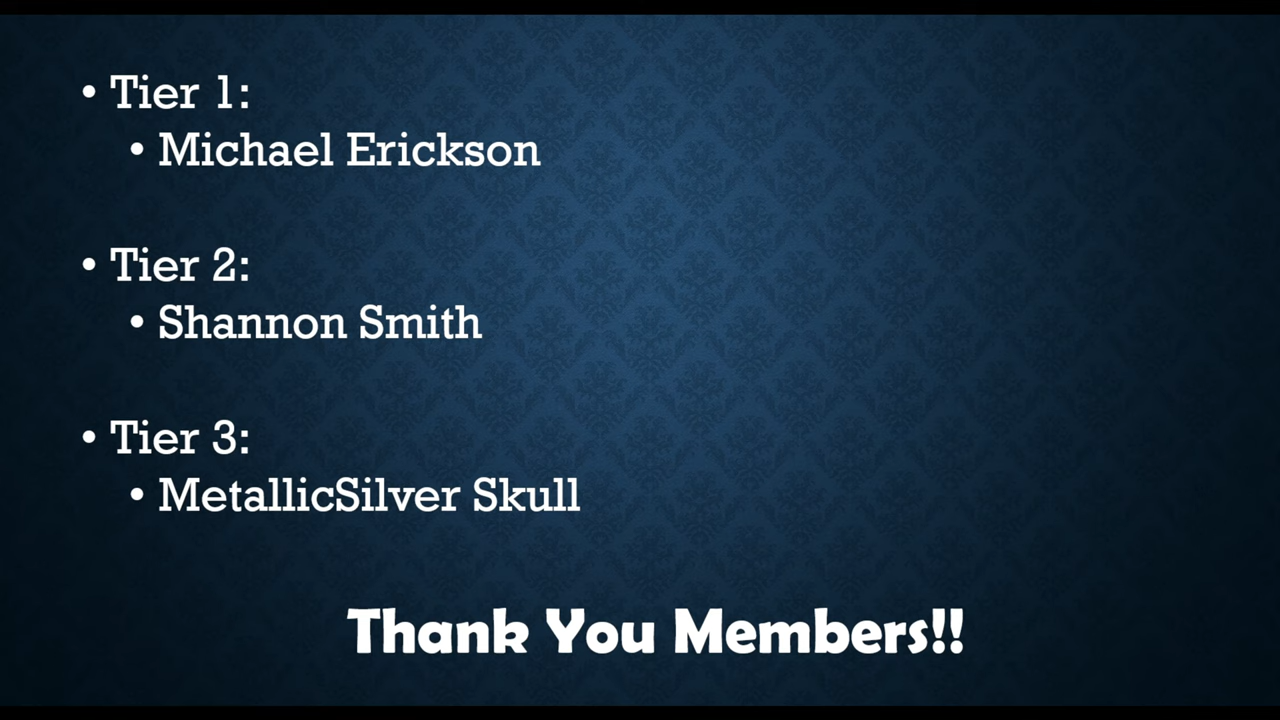 • Tier 1:
• Michael Erickson
• Tier 2:
• Shannon Smith
• Tier 3:
• MetallicSilver Skull
Thank You Members!!